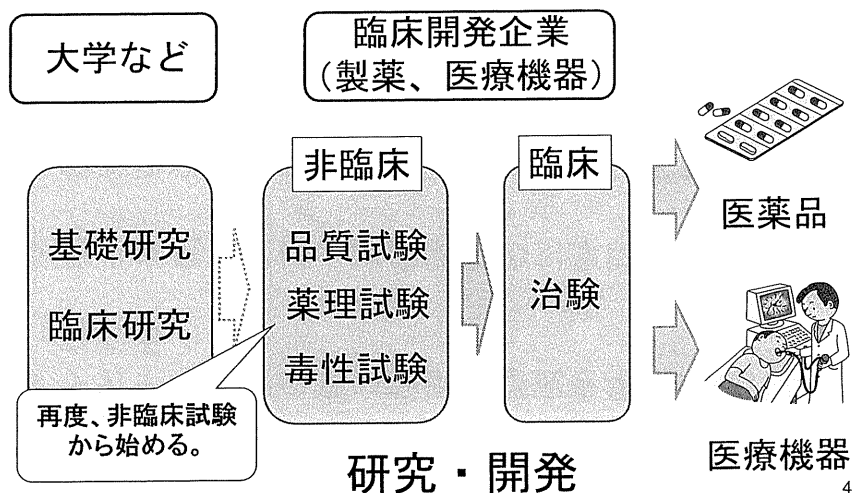 大学など
臨床開発企業
（製薬、医療機器）
基礎研究
臨床研究
再度、非臨床試験
から始める。
非臨床
品質試験
薬理試験
毒性試験
臨床
治験
医薬品
医療機器
研究・開発
4